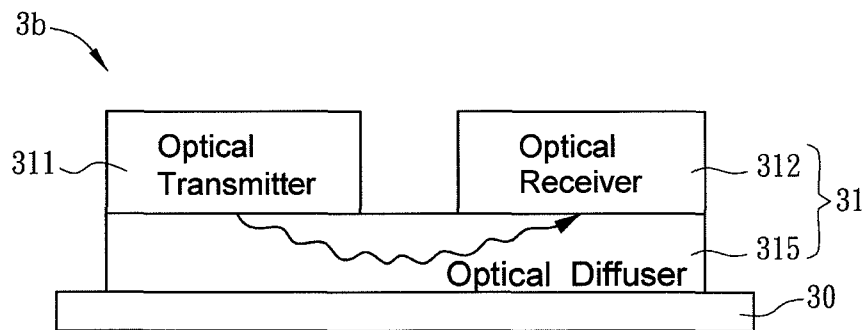 3b
Optical
Transmitter
311
Optical
Receiver
312
31
315
Optical Diffuser
30